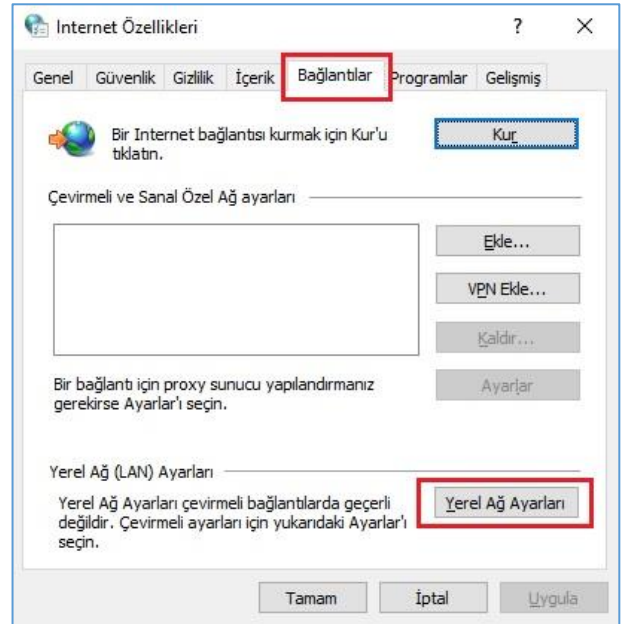 Internet Özellikleri ? ✕
Genel Güvenlik Gizlilik İçerik Bağlantılar Programlar Gelişmiş
Bir Internet bağlantısı kurmak için Kur'u
tıklatın.
Kur
Çevirmeli ve Sanal Özel Ağ ayarları
Ekle...
VPN Ekle...
Kaldır...
Bir bağlantı için proxy sunucu yapılandırmanız
gerekirse Ayarlar'ı seçin.
Ayarlar
Yerel Ağ (LAN) Ayarları
Yerel Ağ Ayarları çevirmeli bağlantılarda geçerli
değildir. Çevirmeli ayarları için yukarıdaki Ayarlar'ı
seçin.
Yerel Ağ Ayarları
Tamam İptal Uygula